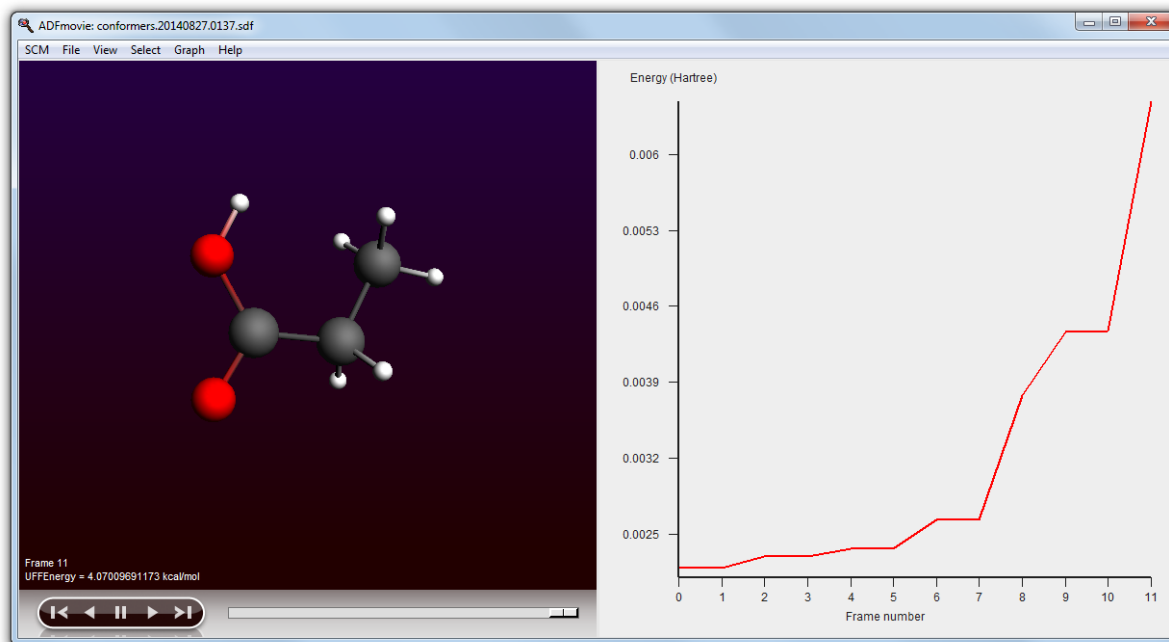 ADFmovie: conformers.20140827.0137.sdf
SCM File View Select Graph Help
Energy (Hartree)
0.006
0.0053
0.0046
0.0039
0.0032
0.0025
0 1 2 3 4 5 6 7 8 9 10 11
Frame number
Frame 11
UFFEnergy = 4.07009691173 kcal/mol